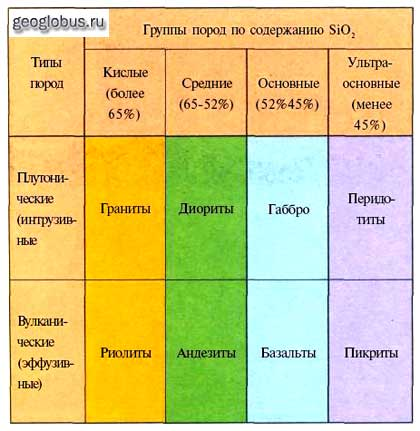 geoglobus.ru
Группы пород по содержанию SiO₂
Типы
пород
Кислые
(более
65%)
Средние
(65-52%)
Основные
(52%45%)
Ультра-
основные
(менее
45%)
Плутони-
ческие
(интрузив-
ные
Граниты
Диориты
Габбро
Перидо-
титы
Вулкани-
ческие
(эффузив-
ные)
Риолиты
Андезиты
Базальты
Пикриты